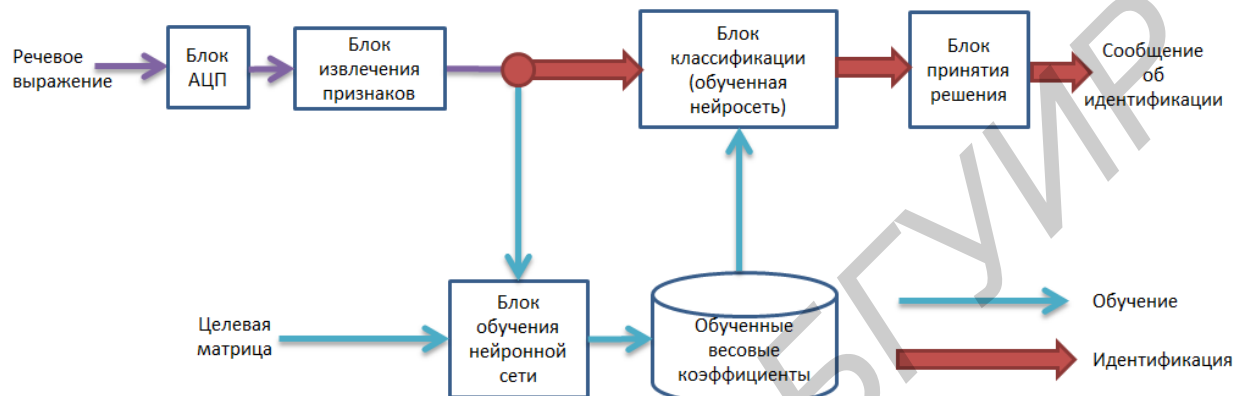 Речевое
выражение
Блок
АЦП
Блок
извлечения
признаков
Блок
классификации
(обученная
нейросеть)
Блок
принятия
решения
Сообщение
об
идентификации
Целевая
матрица
Блок
обучения
нейронной
сети
Обученные
весовые
коэффициенты
Обучение
Идентификация
БГУИР